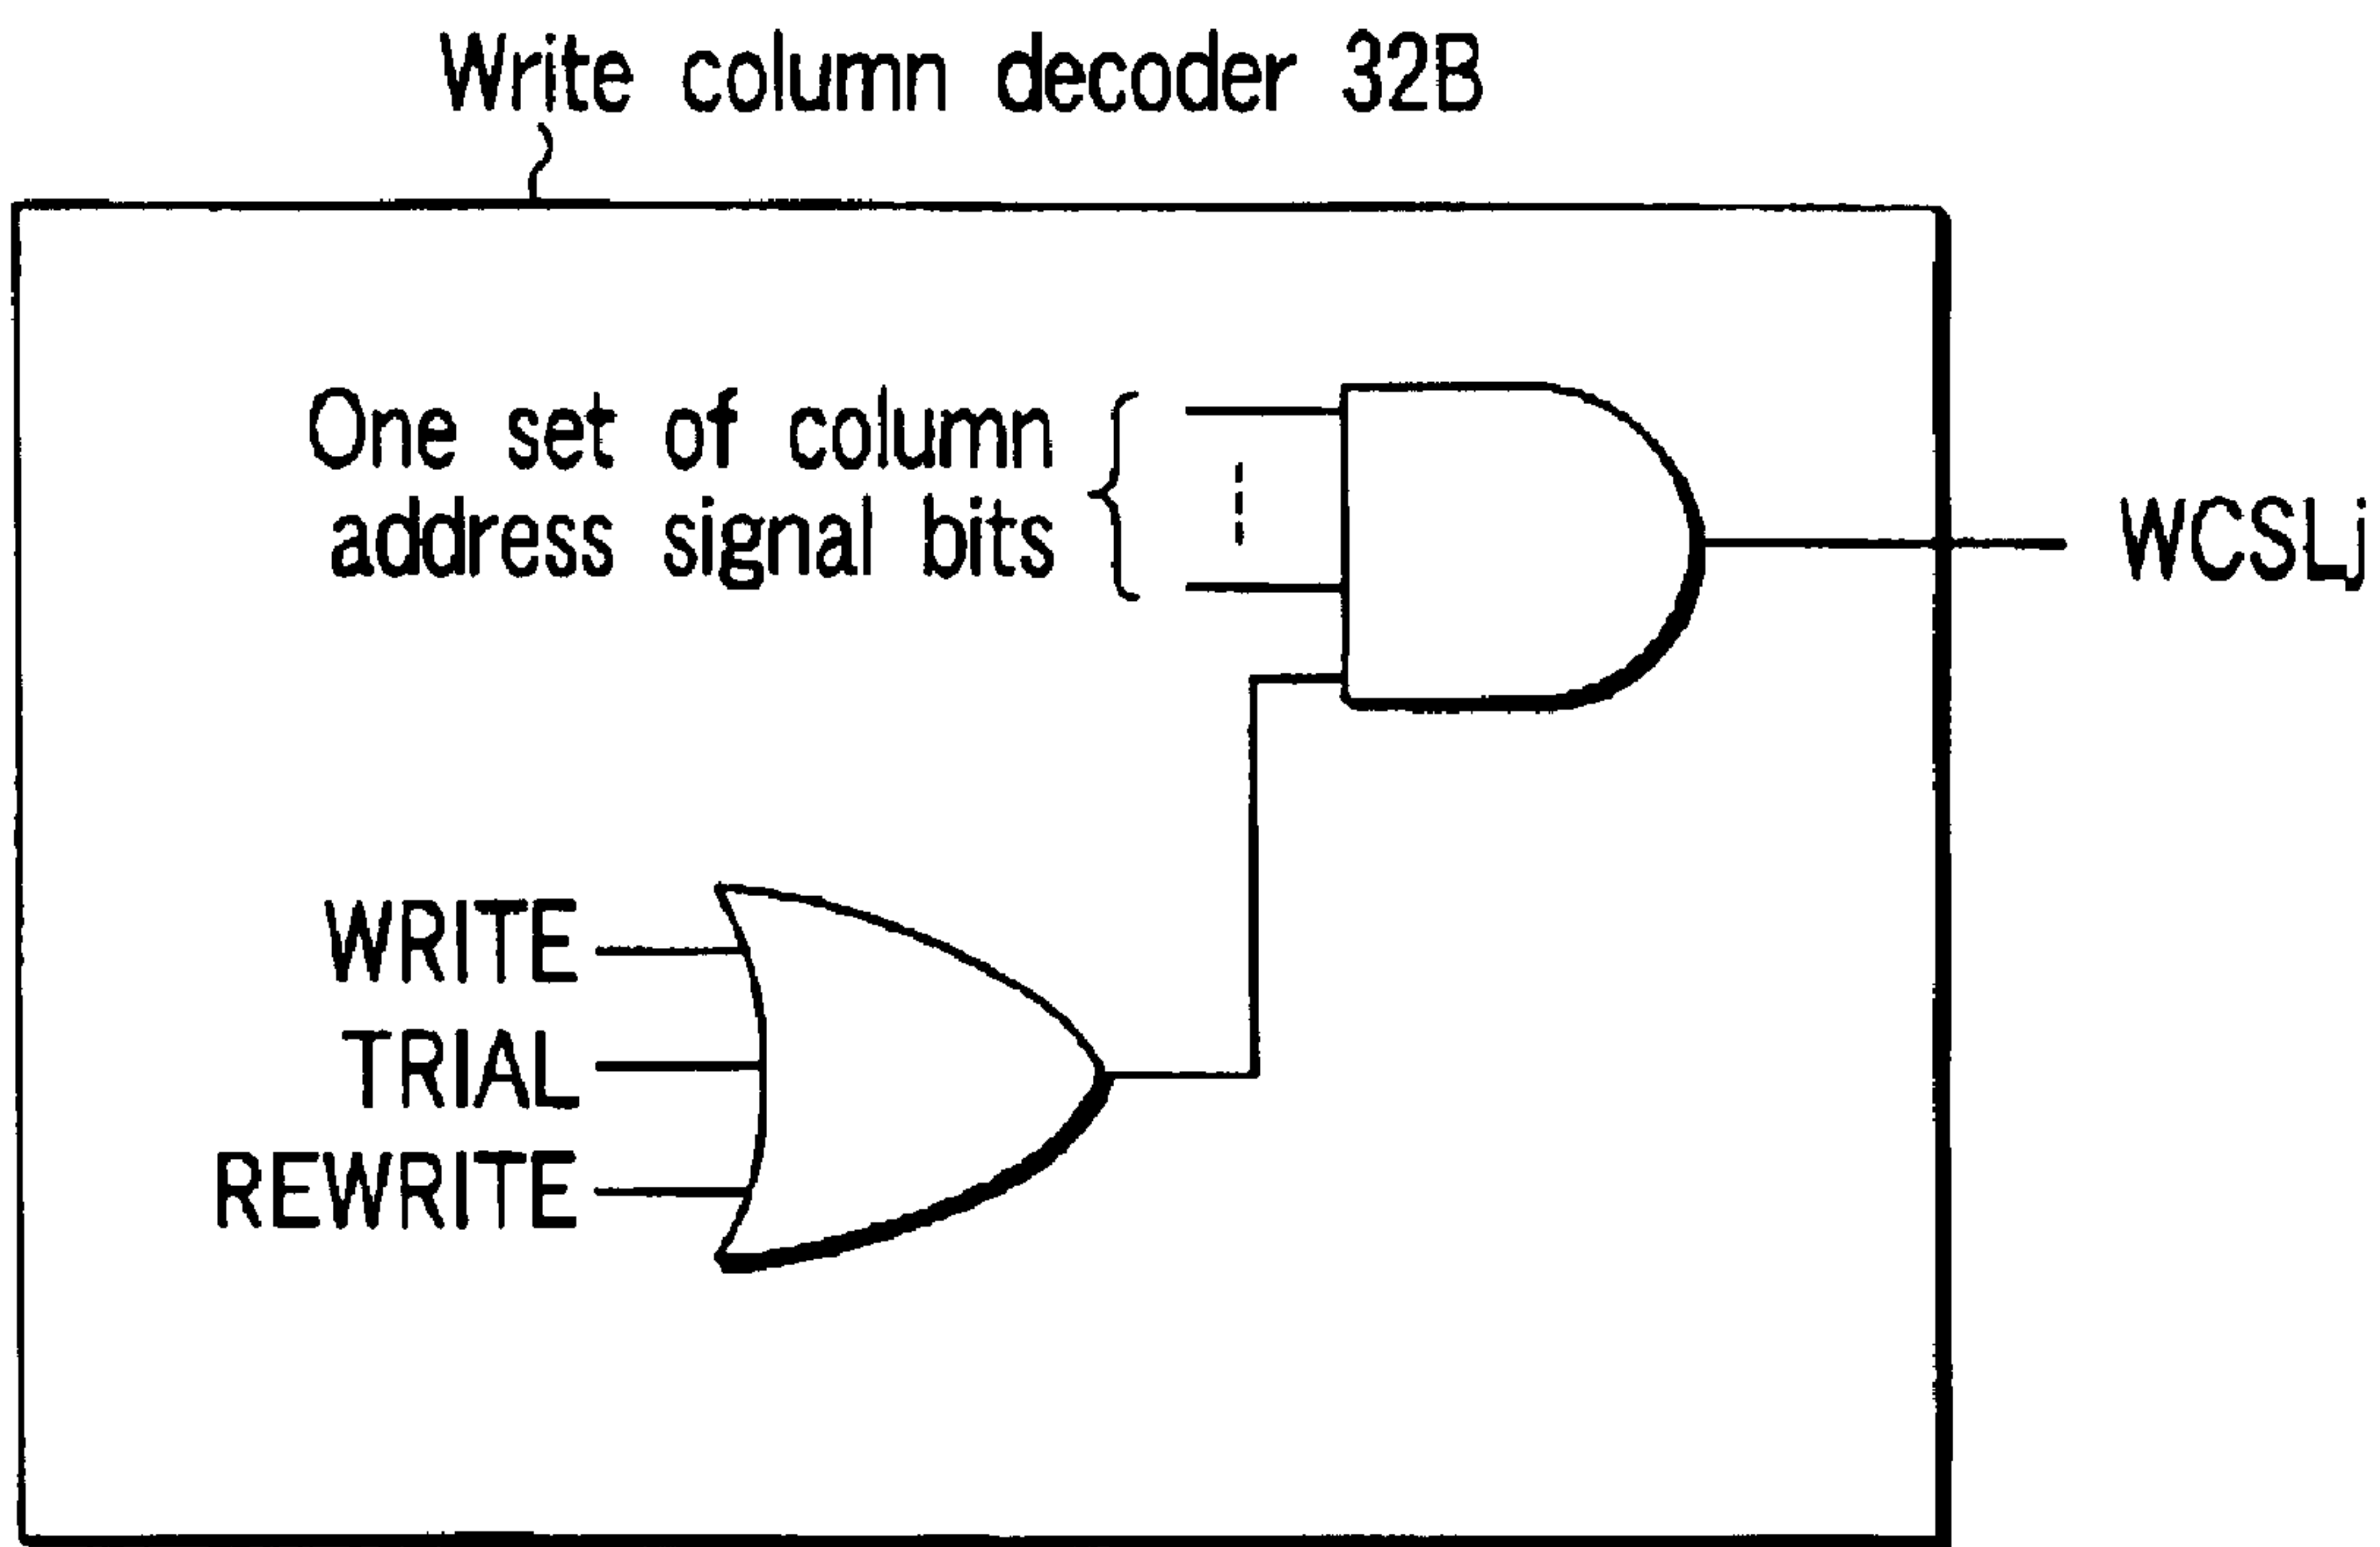 Write column decoder 32B
One set of column
address signal bits
WCSLj
WRITE
TRIAL
REWRITE